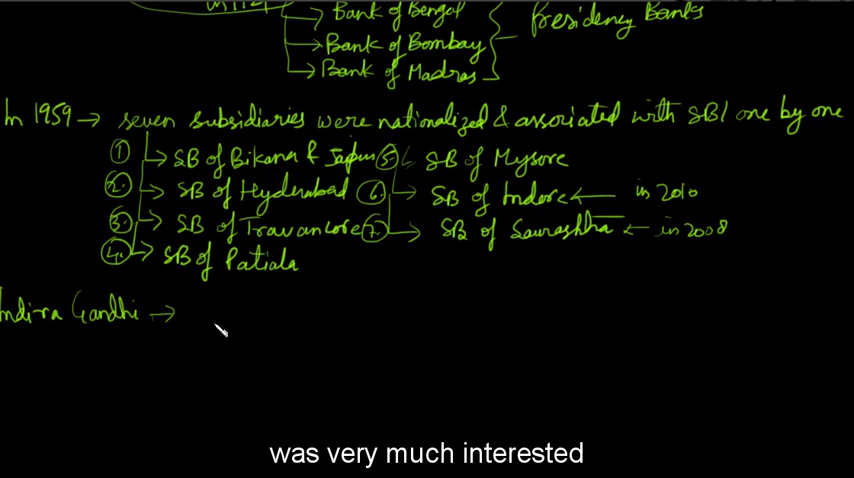 Bank of Bengal
Presidency Banks
Bank of Bombay
Bank of Madras
In 1959 → seven subsidiaries were nationalized & associated with SBI one by one
① → SB of Bikana & Jaipur ⑤ → SB of Mysore
② → SB of Hyderabad ⑥ → SB of Indore ← in 2010
③ → SB of Travancore ⑦ → SB of Saurashtra ← in 2008
④ → SB of Patiala
Indira Gandhi →
was very much interested